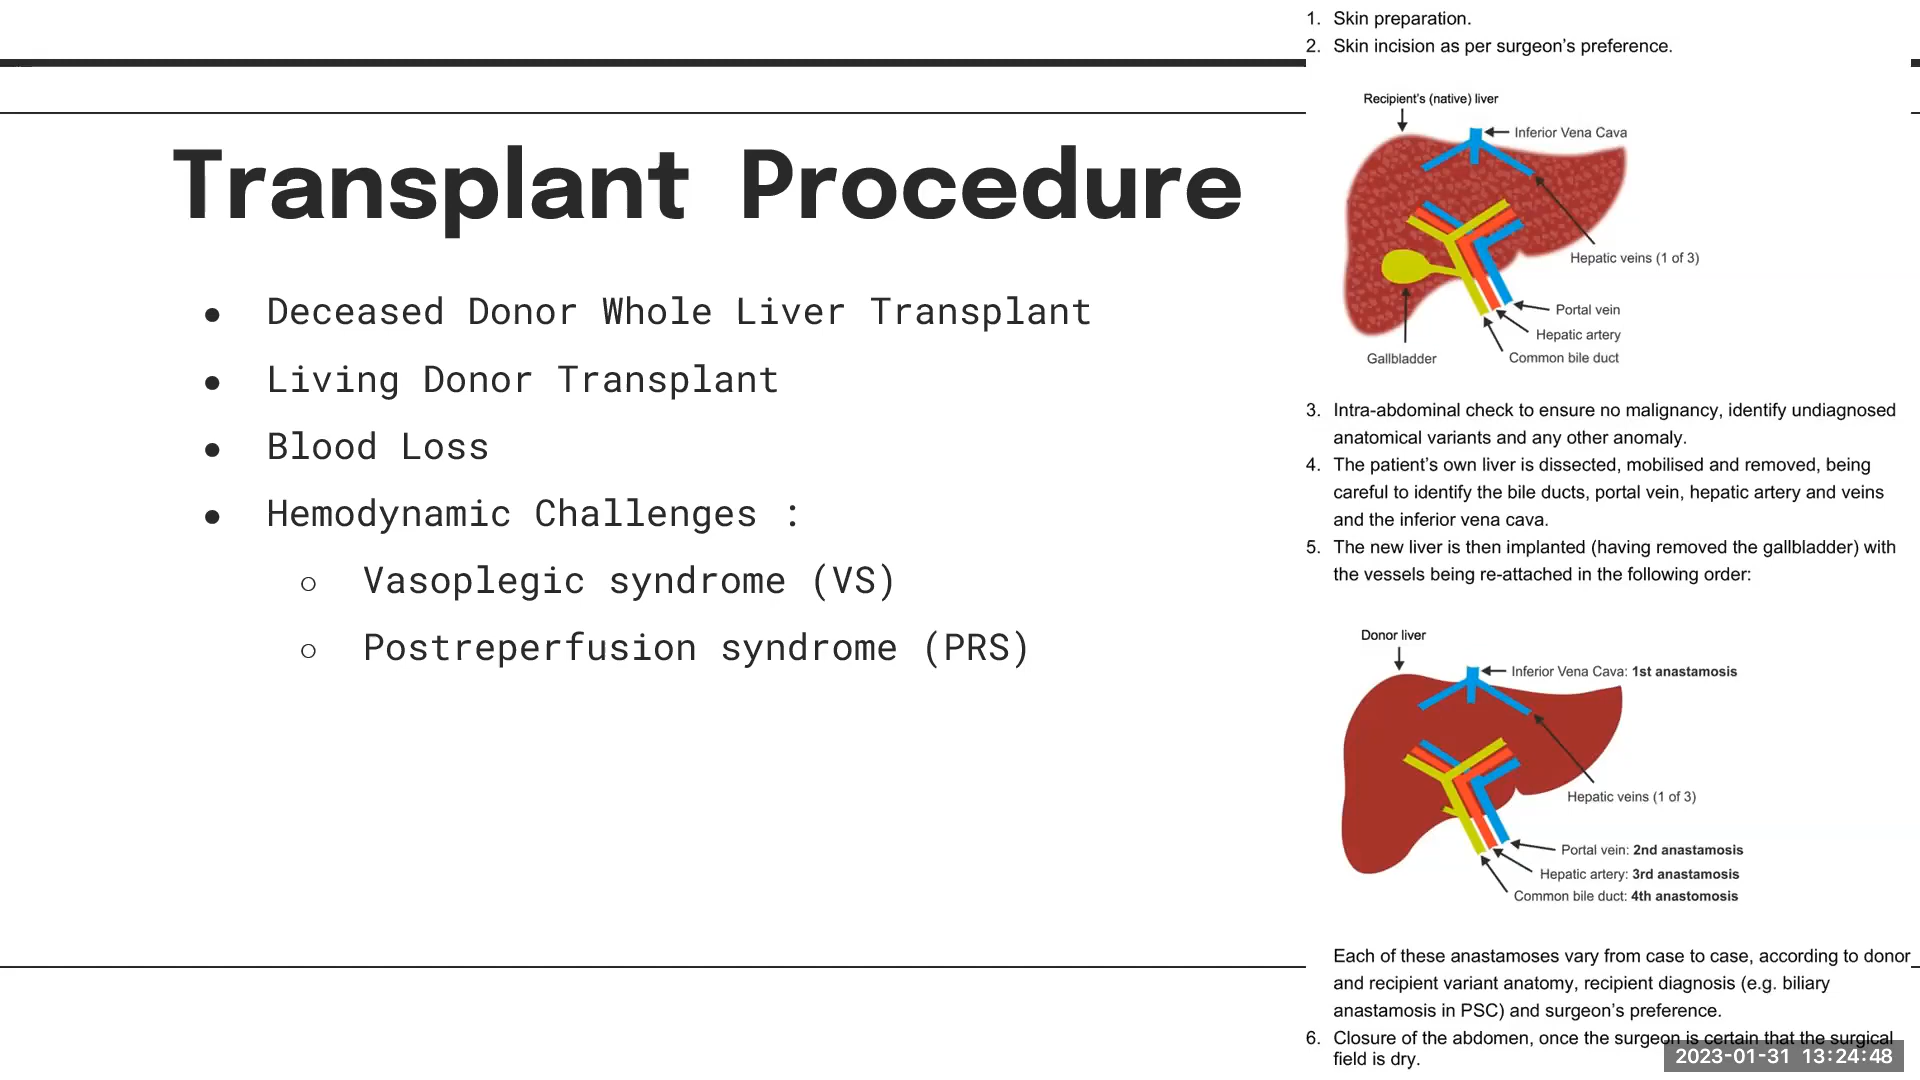 Transplant Procedure
● Deceased Donor Whole Liver Transplant
● Living Donor Transplant
● Blood Loss
● Hemodynamic Challenges :
○ Vasoplegic syndrome (VS)
○ Postreperfusion syndrome (PRS)
1. Skin preparation.
2. Skin incision as per surgeon’s preference.
Recipient's (native) liver
Inferior Vena Cava
Hepatic veins (1 of 3)
Portal vein
Hepatic artery
Gallbladder
Common bile duct
3. Intra-abdominal check to ensure no malignancy, identify undiagnosed
anatomical variants and any other anomaly.
4. The patient’s own liver is dissected, mobilised and removed, being
careful to identify the bile ducts, portal vein, hepatic artery and veins
and the inferior vena cava.
5. The new liver is then implanted (having removed the gallbladder) with
the vessels being re-attached in the following order:
Donor liver
Inferior Vena Cava: 1st anastamosis
Hepatic veins (1 of 3)
Portal vein: 2nd anastamosis
Hepatic artery: 3rd anastamosis
Common bile duct: 4th anastomosis
Each of these anastamoses vary from case to case, according to donor
and recipient variant anatomy, recipient diagnosis (e.g. biliary
anastamosis in PSC) and surgeon’s preference.
6. Closure of the abdomen, once the surgeon is certain that the surgical
field is dry.
2023-01-31 13:24:48